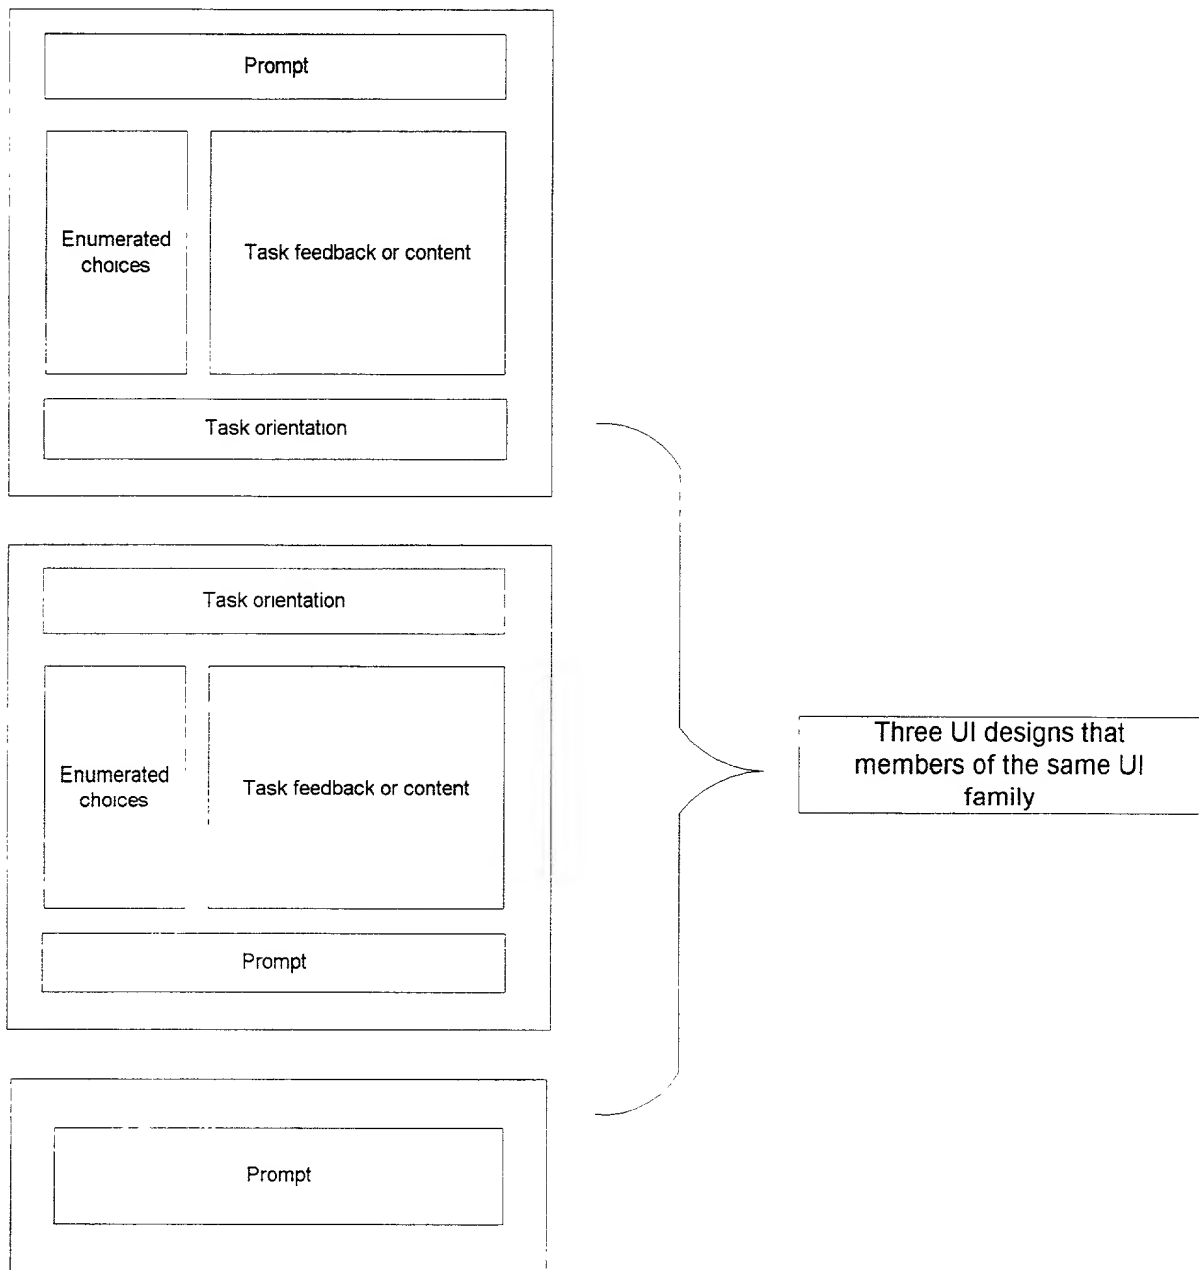 Prompt
Enumerated
choices
Task feedback or content
Task orientation
Task orientation
Enumerated
choices
Task feedback or content
Prompt
Three UI designs that
members of the same UI
family
Prompt